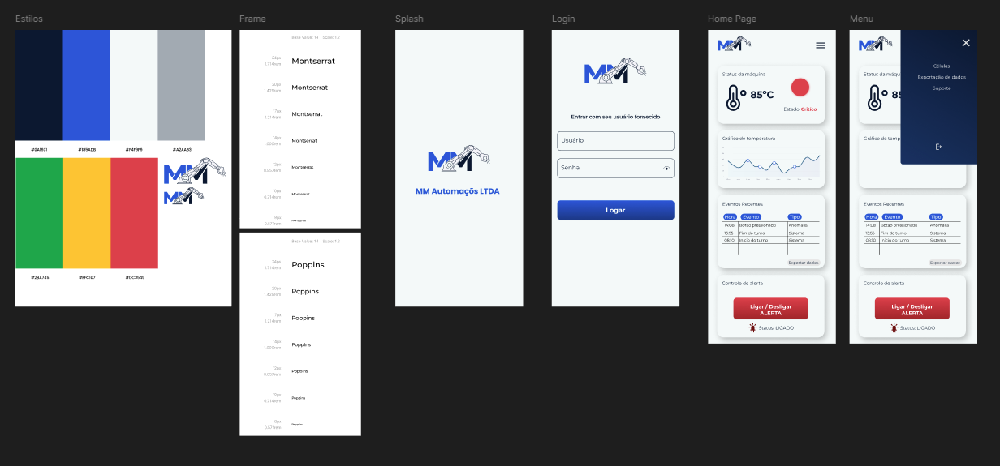 Estilos
#0A1931
#185ADB
#F4F9F9
#A2AAB3
MM
MM
#28A745
#FFC107
#DC3545
Frame
Base Value: 14 Scale: 1.2
24px
1.714rem
Montserrat
20px
1.428rem
Montserrat
17px
1.214rem
Montserrat
14px
1.000rem
Montserrat
12px
0.857rem
Montserrat
10px
0.714rem
Montserrat
8px
0.571rem
Montserrat
Base Value: 14 Scale: 1.2
24px
1.714rem
Poppins
20px
1.428rem
Poppins
17px
1.214rem
Poppins
14px
1.000rem
Poppins
12px
0.857rem
Poppins
10px
0.714rem
Poppins
8px
0.571rem
Poppins
Splash
MM
MM Automaçõs LTDA
Login
MM
Entrar com seu usuário fornecido
Usuário
Senha
Logar
Home Page
MM
Status da máquina
85°C
Estado: Crítico
Gráfico de temperatura
Eventos Recentes
Hora Evento Tipo
14:08 Botão pressionado Anomalia
13:55 Fim do turno Sistema
08:10 Início do turno Sistema
Exportar dados
Controle de alerta
Ligar / Desligar
ALERTA
Status: LIGADO
Menu
MM
Células
Exportação de dados
Suporte
Status da máqu
85
Gráfico de temp
Eventos Recentes
Hora Evento Tipo
14:08 Botão pressionado Anomalia
13:55 Fim do turno Sistema
08:10 Início do turno Sistema
Exportar dados
Controle de alerta
Ligar / Desligar
ALERTA
Status: LIGADO